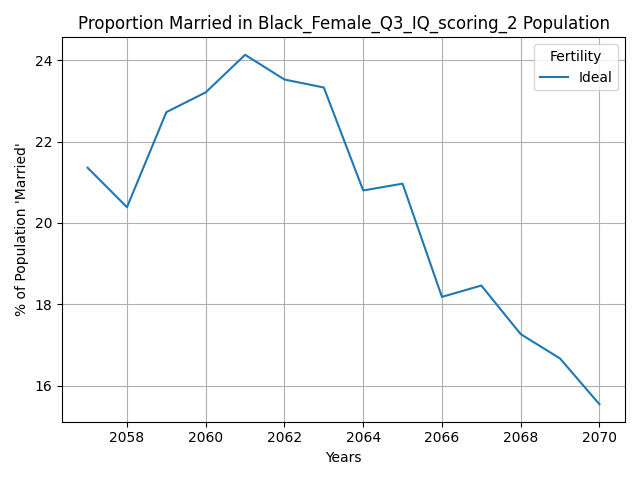 Proportion Married in Black_Female_Q3_IQ_scoring_2 Population
% of Population 'Married'
24
22
20
18
16
Fertility
Ideal
2058 2060 2062 2064 2066 2068 2070
Years